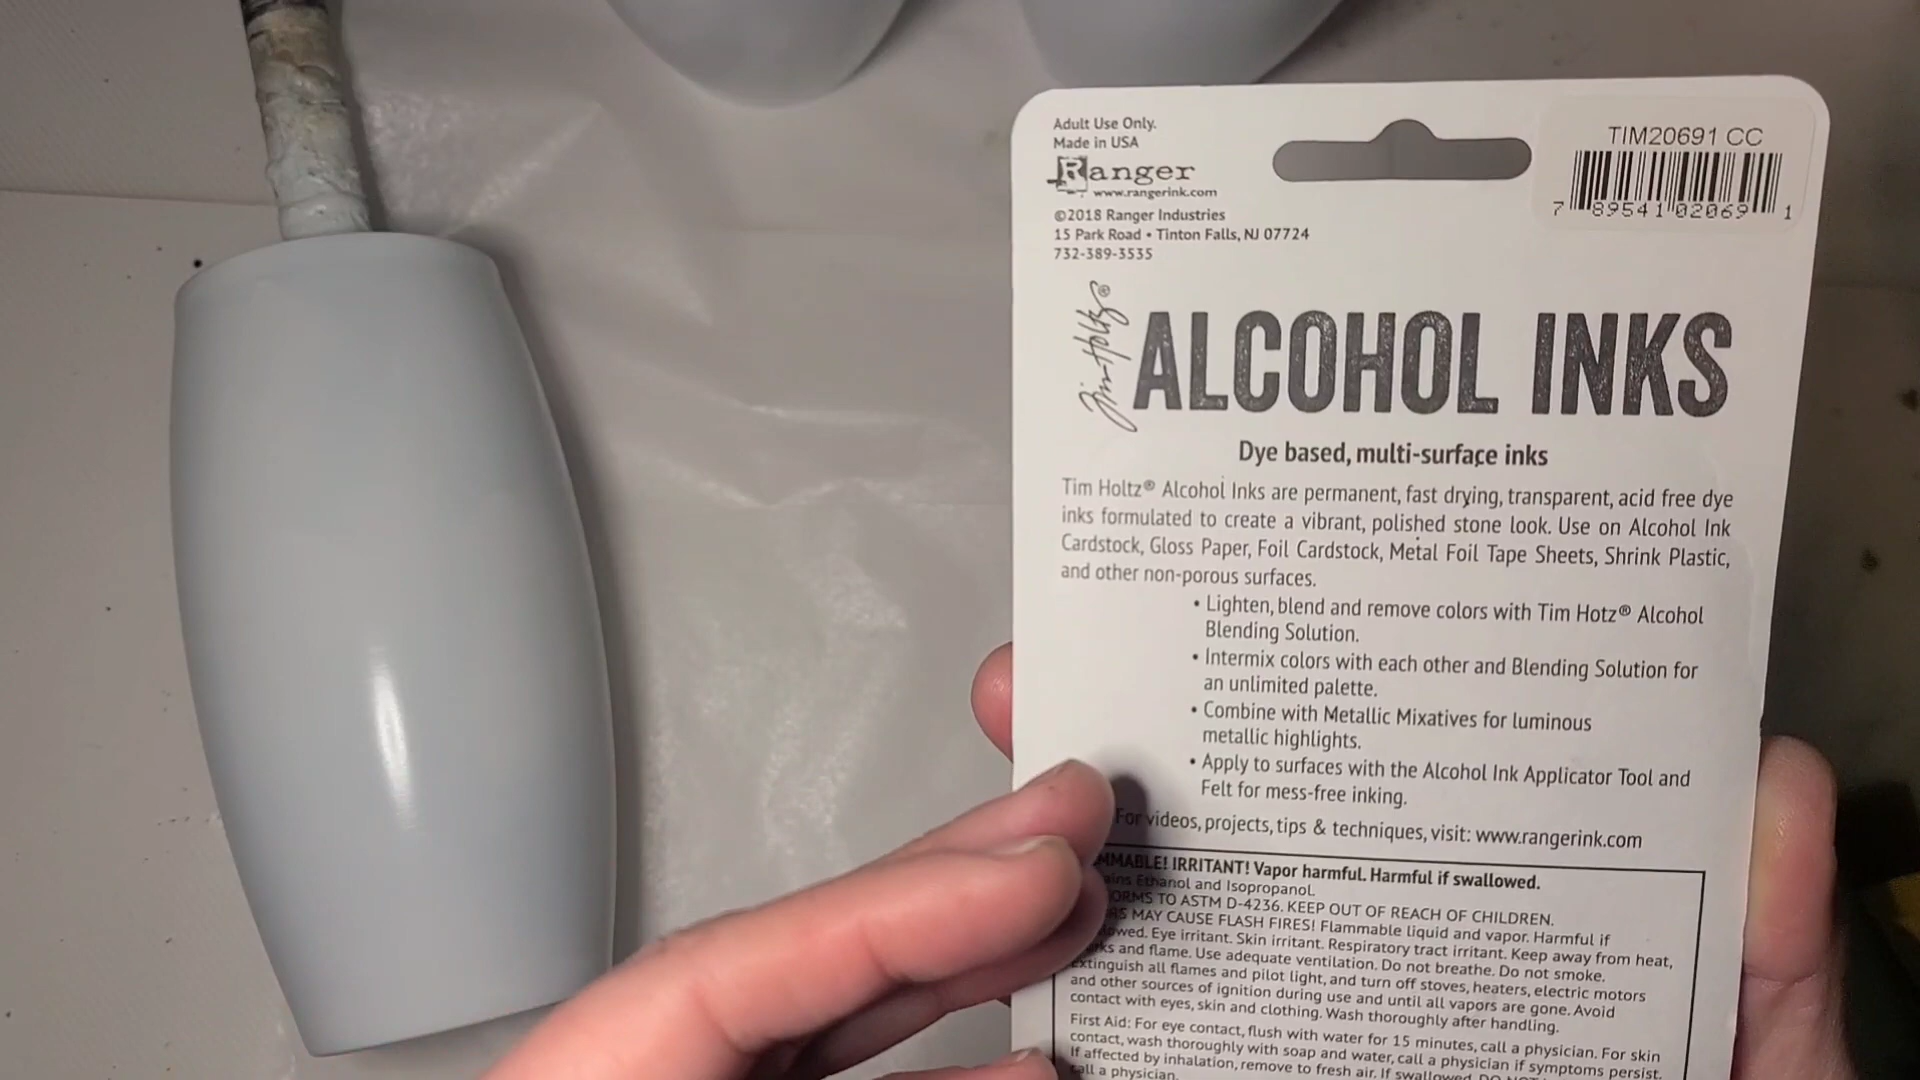 Adult Use Only.
Made in USA
Ranger
www.rangerink.com
©2018 Ranger Industries
15 Park Road • Tinton Falls, NJ 07724
732-389-3535
TIM20691 CC
7 89541 02069 1
Tim Holtz®
ALCOHOL INKS
Dye based, multi-surface inks
Tim Holtz® Alcohol Inks are permanent, fast drying, transparent, acid free dye
inks formulated to create a vibrant, polished stone look. Use on Alcohol Ink
Cardstock, Gloss Paper, Foil Cardstock, Metal Foil Tape Sheets, Shrink Plastic,
and other non-porous surfaces.
• Lighten, blend and remove colors with Tim Hotz® Alcohol
Blending Solution.
• Intermix colors with each other and Blending Solution for
an unlimited palette.
• Combine with Metallic Mixatives for luminous
metallic highlights.
• Apply to surfaces with the Alcohol Ink Applicator Tool and
Felt for mess-free inking.
For videos, projects, tips & techniques, visit: www.rangerink.com
IRRITANT! Vapor harmful. Harmful if swallowed.
Ethanol and Isopropanol.
TO ASTM D-4236. KEEP OUT OF REACH OF CHILDREN.
MAY CAUSE FLASH FIRES! Flammable liquid and vapor. Harmful if
Eye irritant. Skin irritant. Respiratory tract irritant. Keep away from heat,
and flame. Use adequate ventilation. Do not breathe. Do not smoke.
Extinguish all flames and pilot light, and turn off stoves, heaters, electric motors
and other sources of ignition during use and until all vapors are gone. Avoid
contact with eyes, skin and clothing. Wash thoroughly after handling.
First Aid: For eye contact, flush with water for 15 minutes, call a physician. For skin
contact, wash thoroughly with soap and water, call a physician if symptoms persist.
If affected by inhalation, remove to fresh air. If swallowed, DO
call a physician.